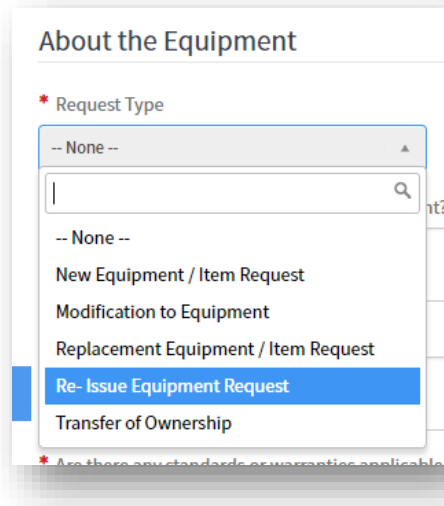 About the Equipment
* Request Type
-- None --
nt?
-- None --
New Equipment / Item Request
Modification to Equipment
Replacement Equipment / Item Request
Re- Issue Equipment Request
Transfer of Ownership
* Are there any standards or warranties applicable